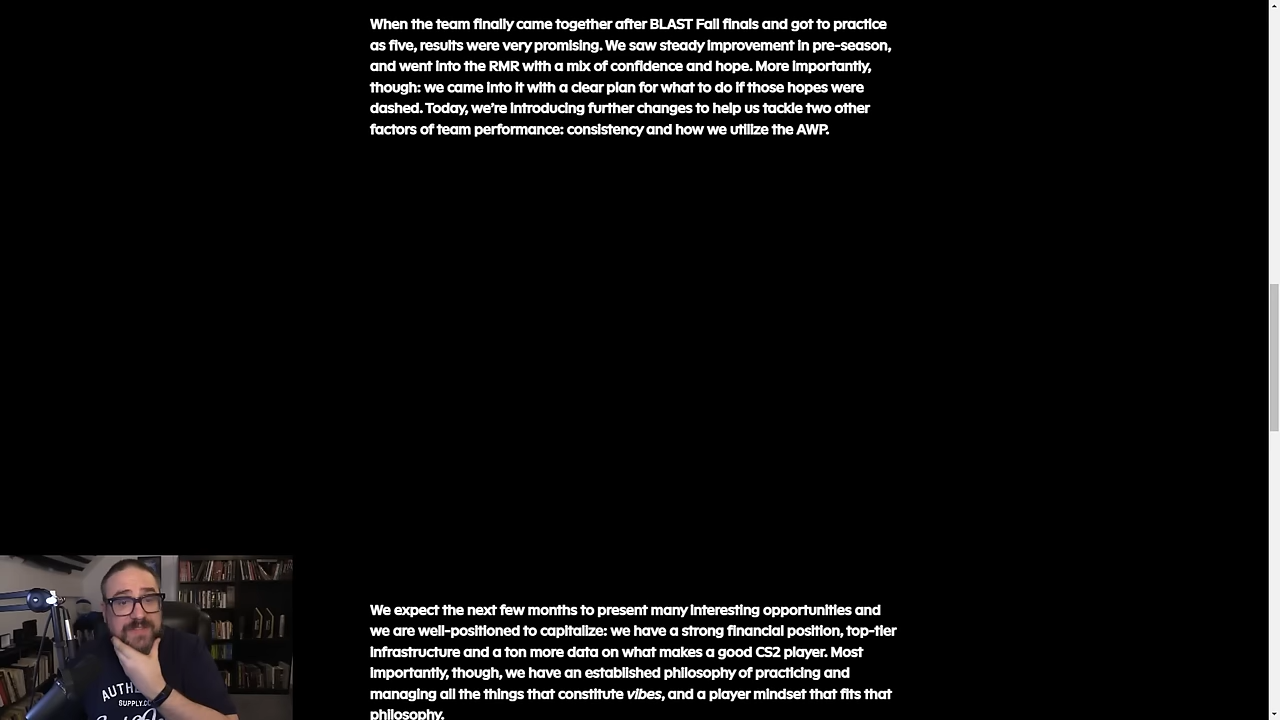 When the team finally came together after BLAST Fall finals and got to practice
as five, results were very promising. We saw steady improvement in pre-season,
and went into the RMR with a mix of confidence and hope. More importantly,
though: we came into it with a clear plan for what to do if those hopes were
dashed. Today, we’re introducing further changes to help us tackle two other
factors of team performance: consistency and how we utilize the AWP.
We expect the next few months to present many interesting opportunities and
we are well-positioned to capitalize: we have a strong financial position, top-tier
infrastructure and a ton more data on what makes a good CS2 player. Most
importantly, though, we have an established philosophy of practicing and
managing all the things that constitute vibes, and a player mindset that fits that
philosophy.
SUPPLY.CO